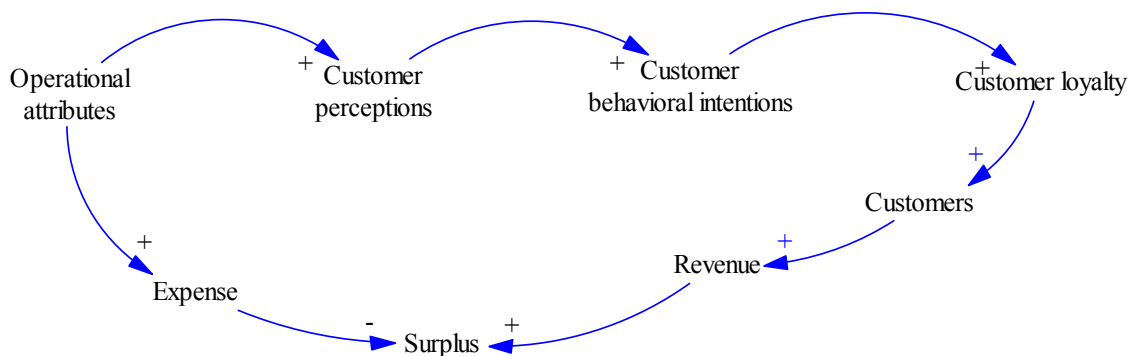 Operational
attributes
+
Customer
perceptions
+
Customer
behavioral intentions
+
Customer loyalty
+
Customers
+
Revenue
+
Expense
-
Surplus
+